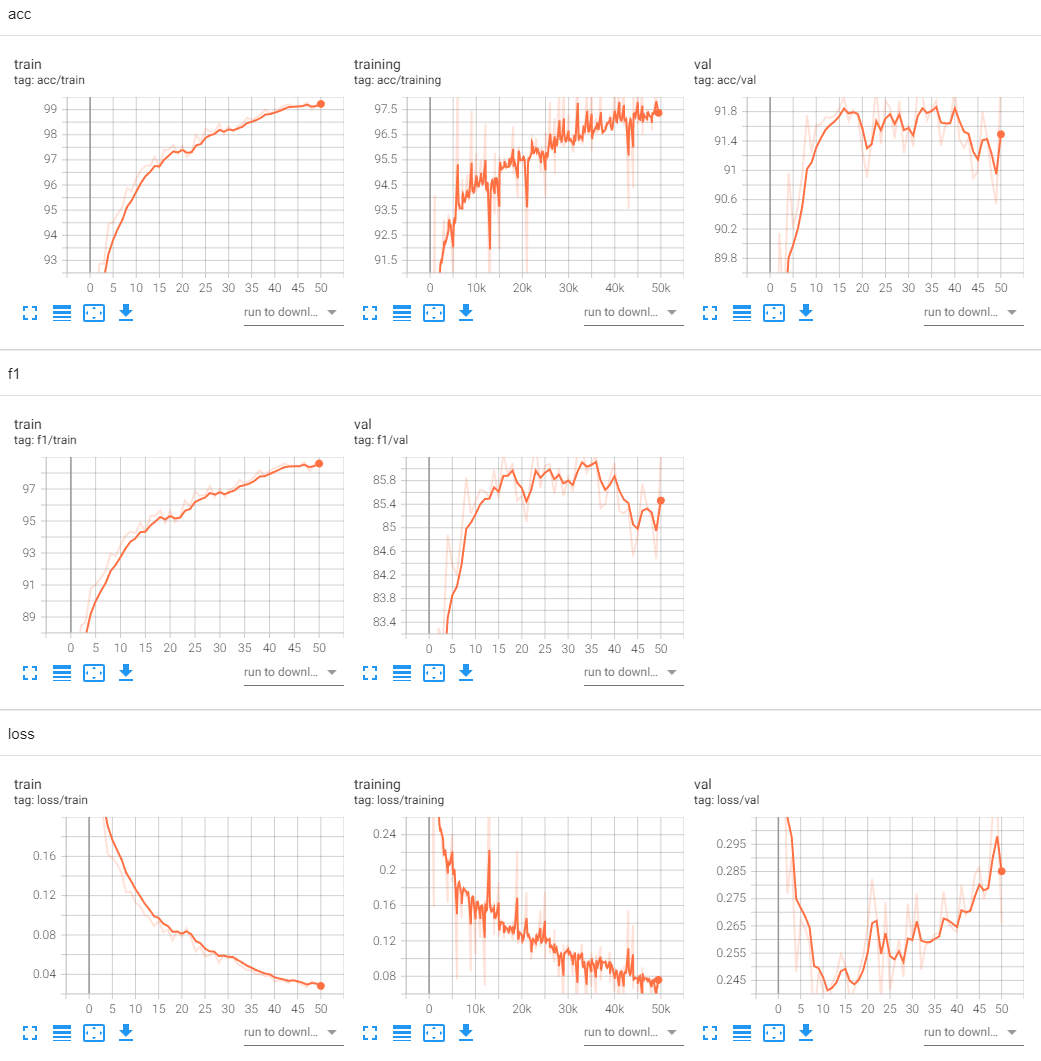 acc
train training val
tag: acc/train tag: acc/training tag: acc/val
99
98
97
96
95
94
93
0 5 10 15 20 25 30 35 40 45 50
97.5
96.5
95.5
94.5
93.5
92.5
91.5
0 10k 20k 30k 40k 50k
91.8
91.4
91
90.6
90.2
89.8
0 5 10 15 20 25 30 35 40 45 50
run to downl... run to downl... run to downl...
f1
train val
tag: f1/train tag: f1/val
97
95
93
91
89
0 5 10 15 20 25 30 35 40 45 50
85.8
85.4
85
84.6
84.2
83.8
83.4
0 5 10 15 20 25 30 35 40 45 50
run to downl... run to downl...
loss
train training val
tag: loss/train tag: loss/training tag: loss/val
0.16
0.12
0.08
0.04
0 5 10 15 20 25 30 35 40 45 50
0.24
0.2
0.16
0.12
0.08
0 10k 20k 30k 40k 50k
0.295
0.285
0.275
0.265
0.255
0.245
0 5 10 15 20 25 30 35 40 45 50
run to downl... run to downl... run to downl...